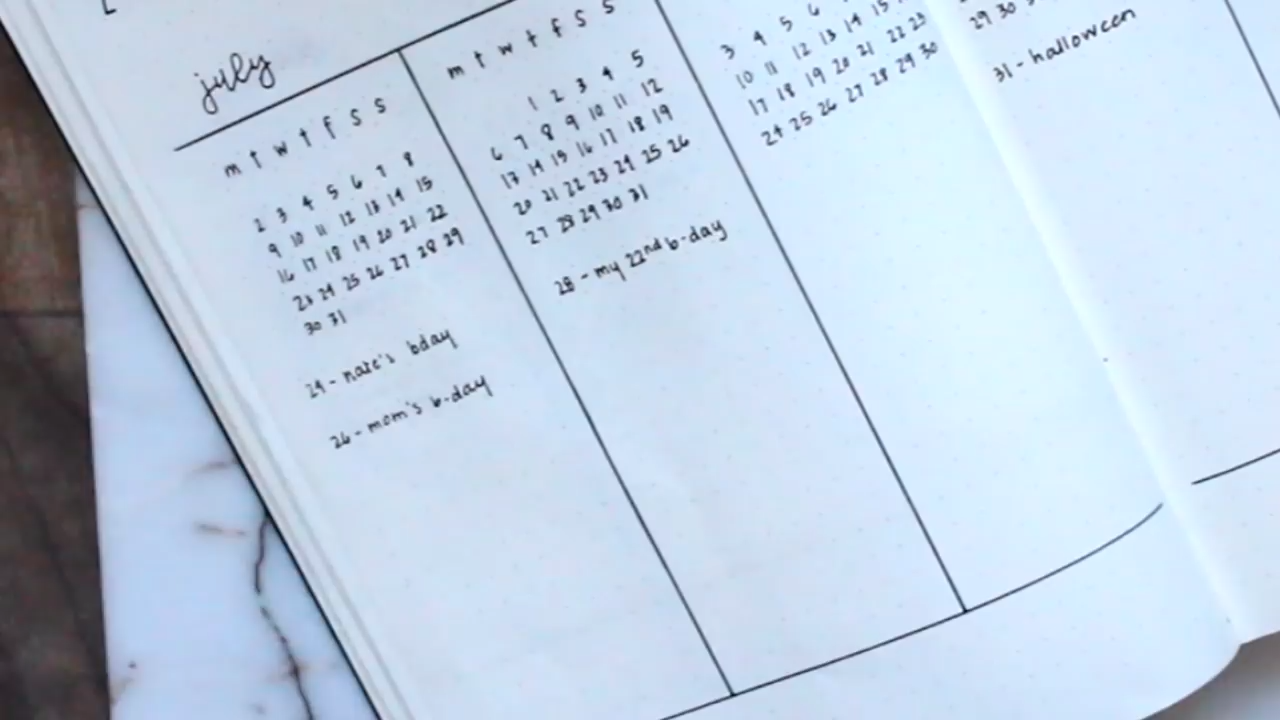 july
m t w t f s s
2 3 4 5 6 7 8
9 10 11 12 13 14 15
16 17 18 19 20 21 22
23 24 25 26 27 28 29
30 31
24 - nate's bday
26 - mom's b-day
m t w t f s s
1 2 3 4 5
6 7 8 9 10 11 12
13 14 15 16 17 18 19
20 21 22 23 24 25 26
27 28 29 30 31
28 - my 22nd b-day
3 4 5 6
10 11 12 13 14 15
17 18 19 20 21 22 23
24 25 26 27 28 29 30
29 30
31 - halloween